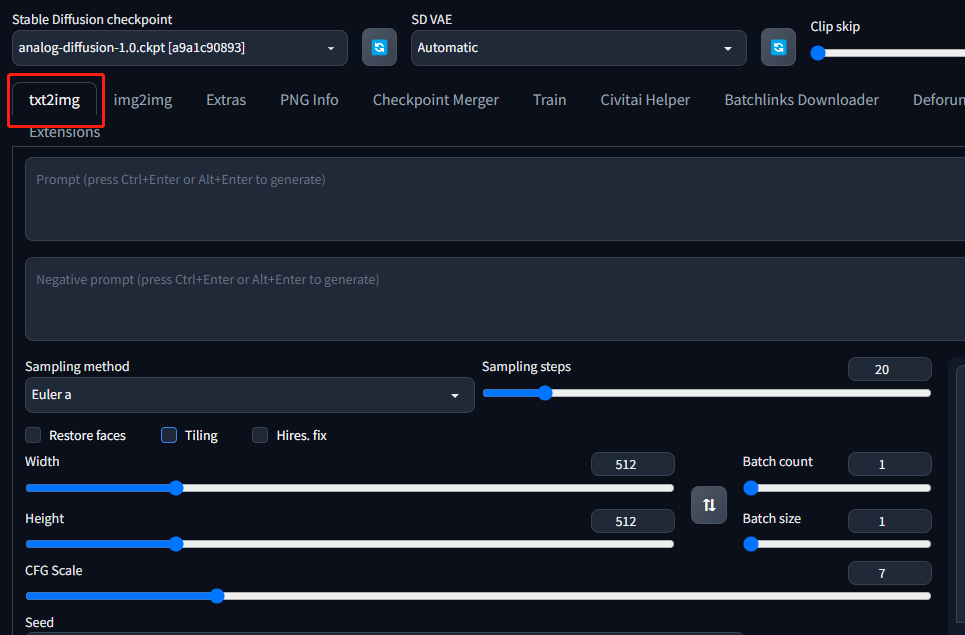 Stable Diffusion checkpoint
SD VAE
Clip skip
analog-diffusion-1.0.ckpt [a9a1c90893]
Automatic
txt2img img2img Extras PNG Info Checkpoint Merger Train Civitai Helper Batchlinks Downloader Deforum
Extensions
Prompt (press Ctrl+Enter or Alt+Enter to generate)
Negative prompt (press Ctrl+Enter or Alt+Enter to generate)
Sampling method
Sampling steps
20
Euler a
Restore faces Tiling Hires. fix
Width
512
Batch count
1
Height
512
Batch size
1
CFG Scale
7
Seed